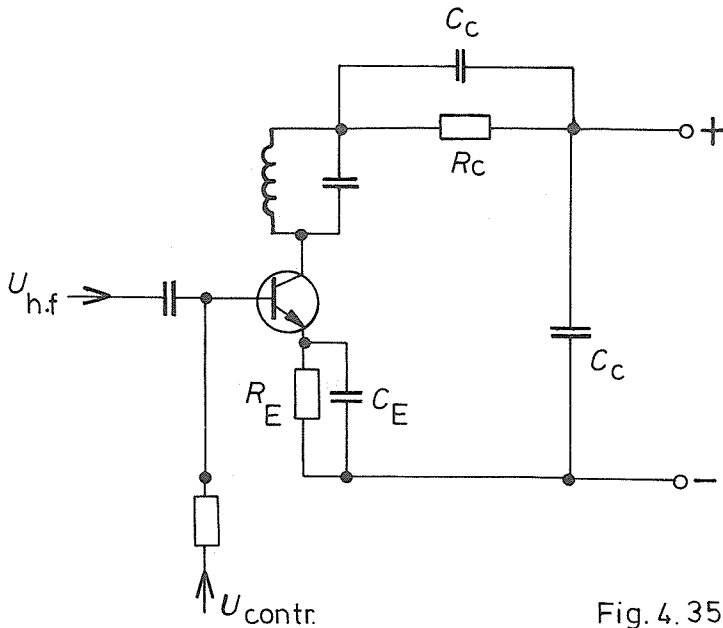 C_c
+
R_c
U_h.f
C_c
R_E
C_E
−
U_contr.
Fig. 4.35